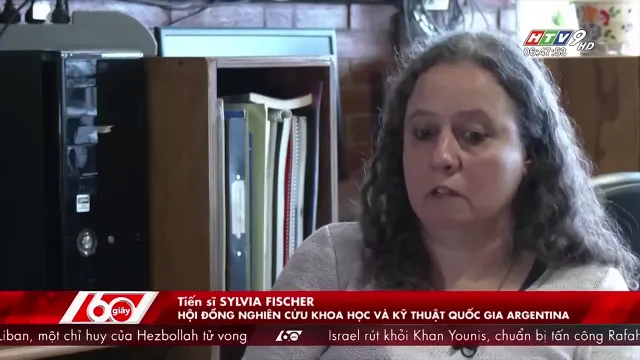 HTV9 HD
06:47:53
Tiến sĩ SYLVIA FISCHER
60 giây
HỘI ĐỒNG NGHIÊN CỨU KHOA HỌC VÀ KỸ THUẬT QUỐC GIA ARGENTINA
Liban, một chỉ huy của Hezbollah tử vong HTV9 Israel rút khỏi Khan Younis, chuẩn bị tấn công Rafa